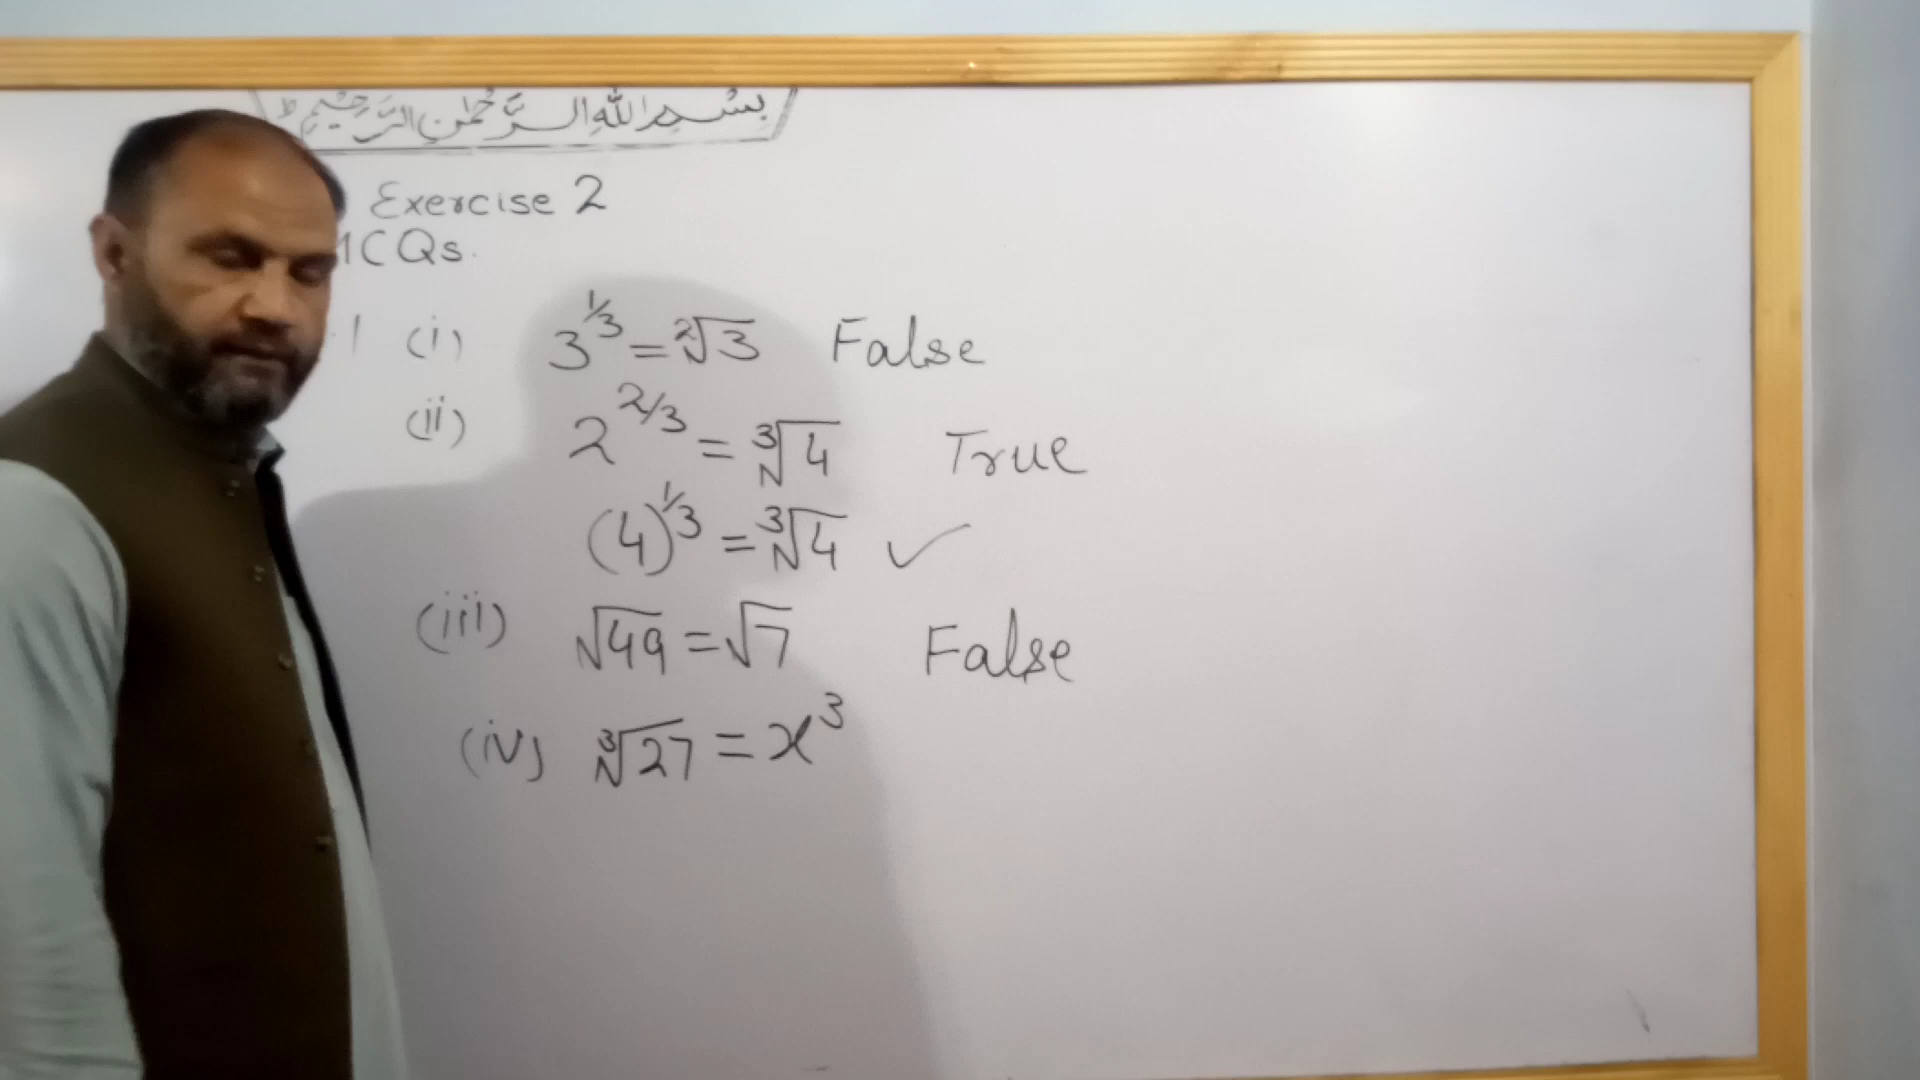 بسم الله الرحمن الرحيم
Exercise 2
MCQs.
1 (i) 3^{1/3} = ²√3 False
(ii) 2^{2/3} = ³√4 True
(4)^{1/3} = ³√4 ✓
(iii) √49 = √7 False
(iv) ³√27 = x³